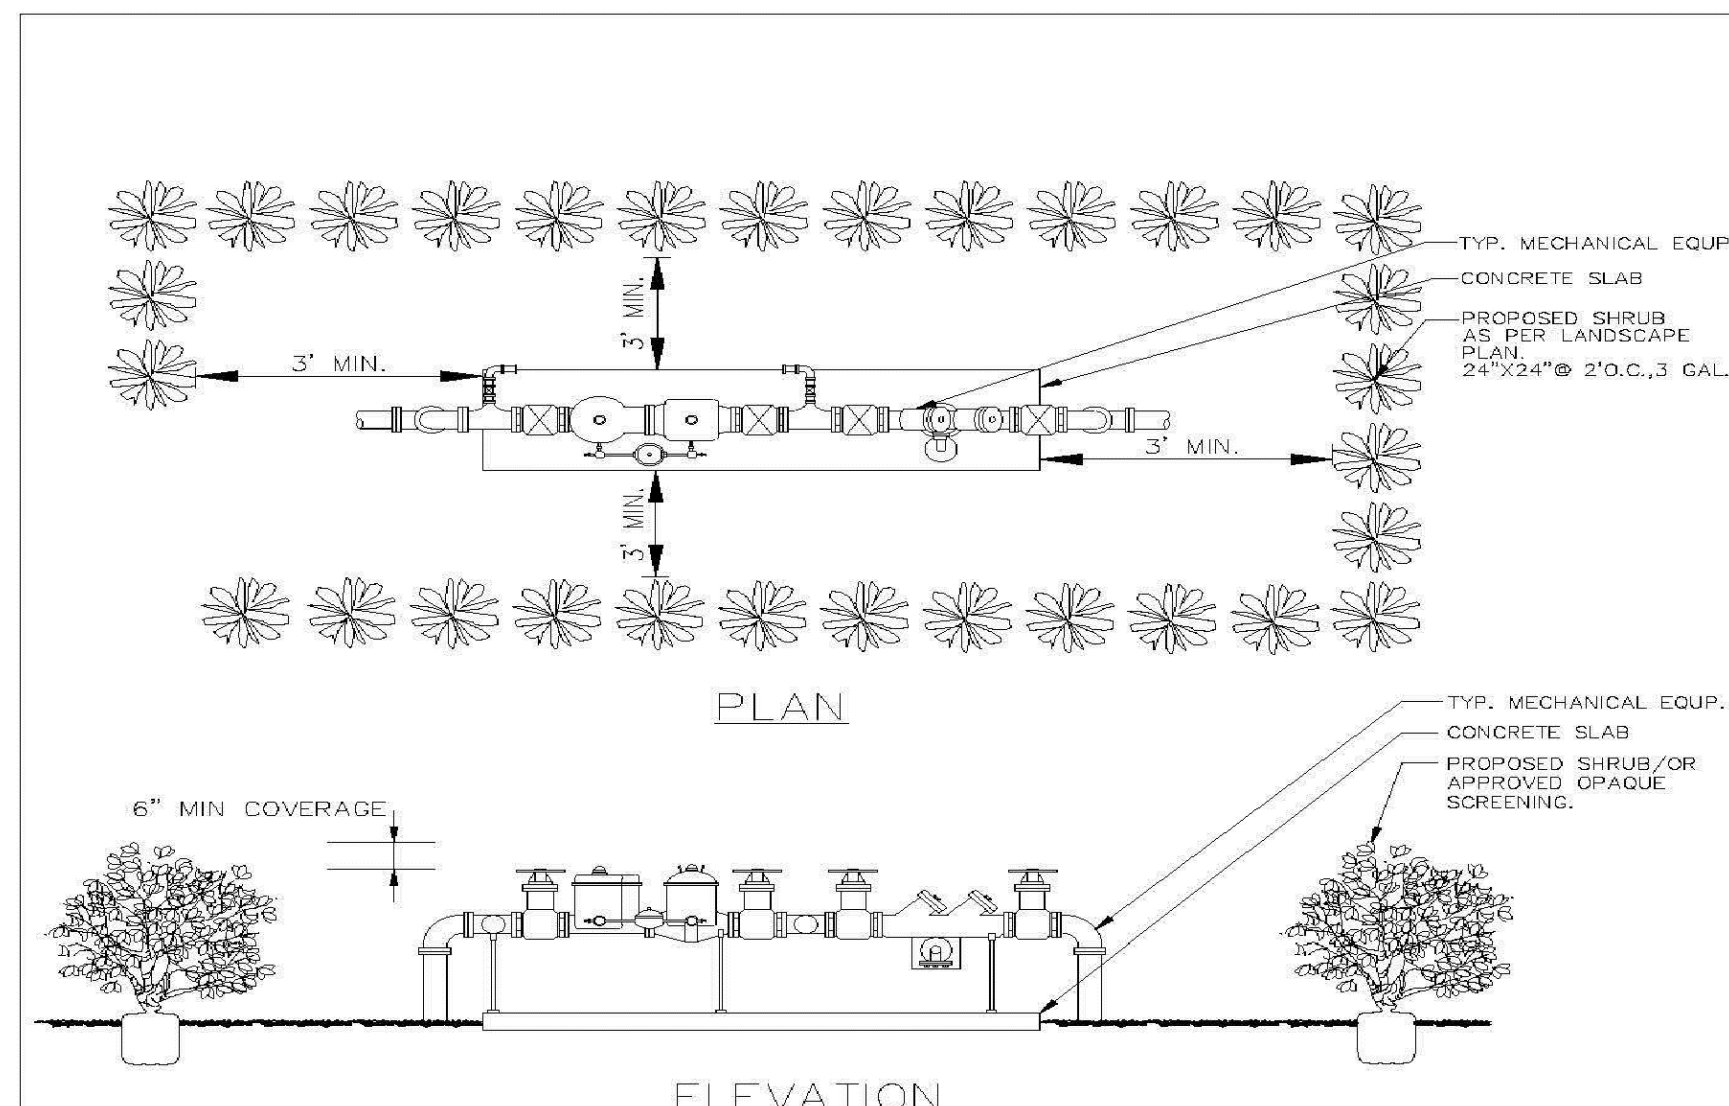 TYP. MECHANICAL EQUP
CONCRETE SLAB
PROPOSED SHRUB
AS PER LANDSCAPE
PLAN.
24"X24"@ 2'O.C.,3 GAL.
3' MIN.
3' MIN.
3' MIN.
3' MIN.
PLAN
TYP. MECHANICAL EQUP.
CONCRETE SLAB
PROPOSED SHRUB/OR
APPROVED OPAQUE
SCREENING.
6" MIN COVERAGE
ELEVATION